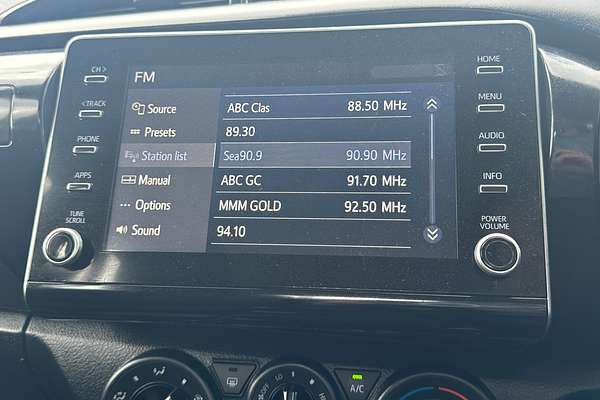 FM
CH >
< TRACK
PHONE
APPS
TUNE
SCROLL
Source
Presets
Station list
Manual
Options
Sound
ABC Clas 88.50 MHz
89.30
Sea90.9 90.90 MHz
ABC GC 91.70 MHz
MMM GOLD 92.50 MHz
94.10
HOME
MENU
AUDIO
INFO
POWER
VOLUME
LO
A/C